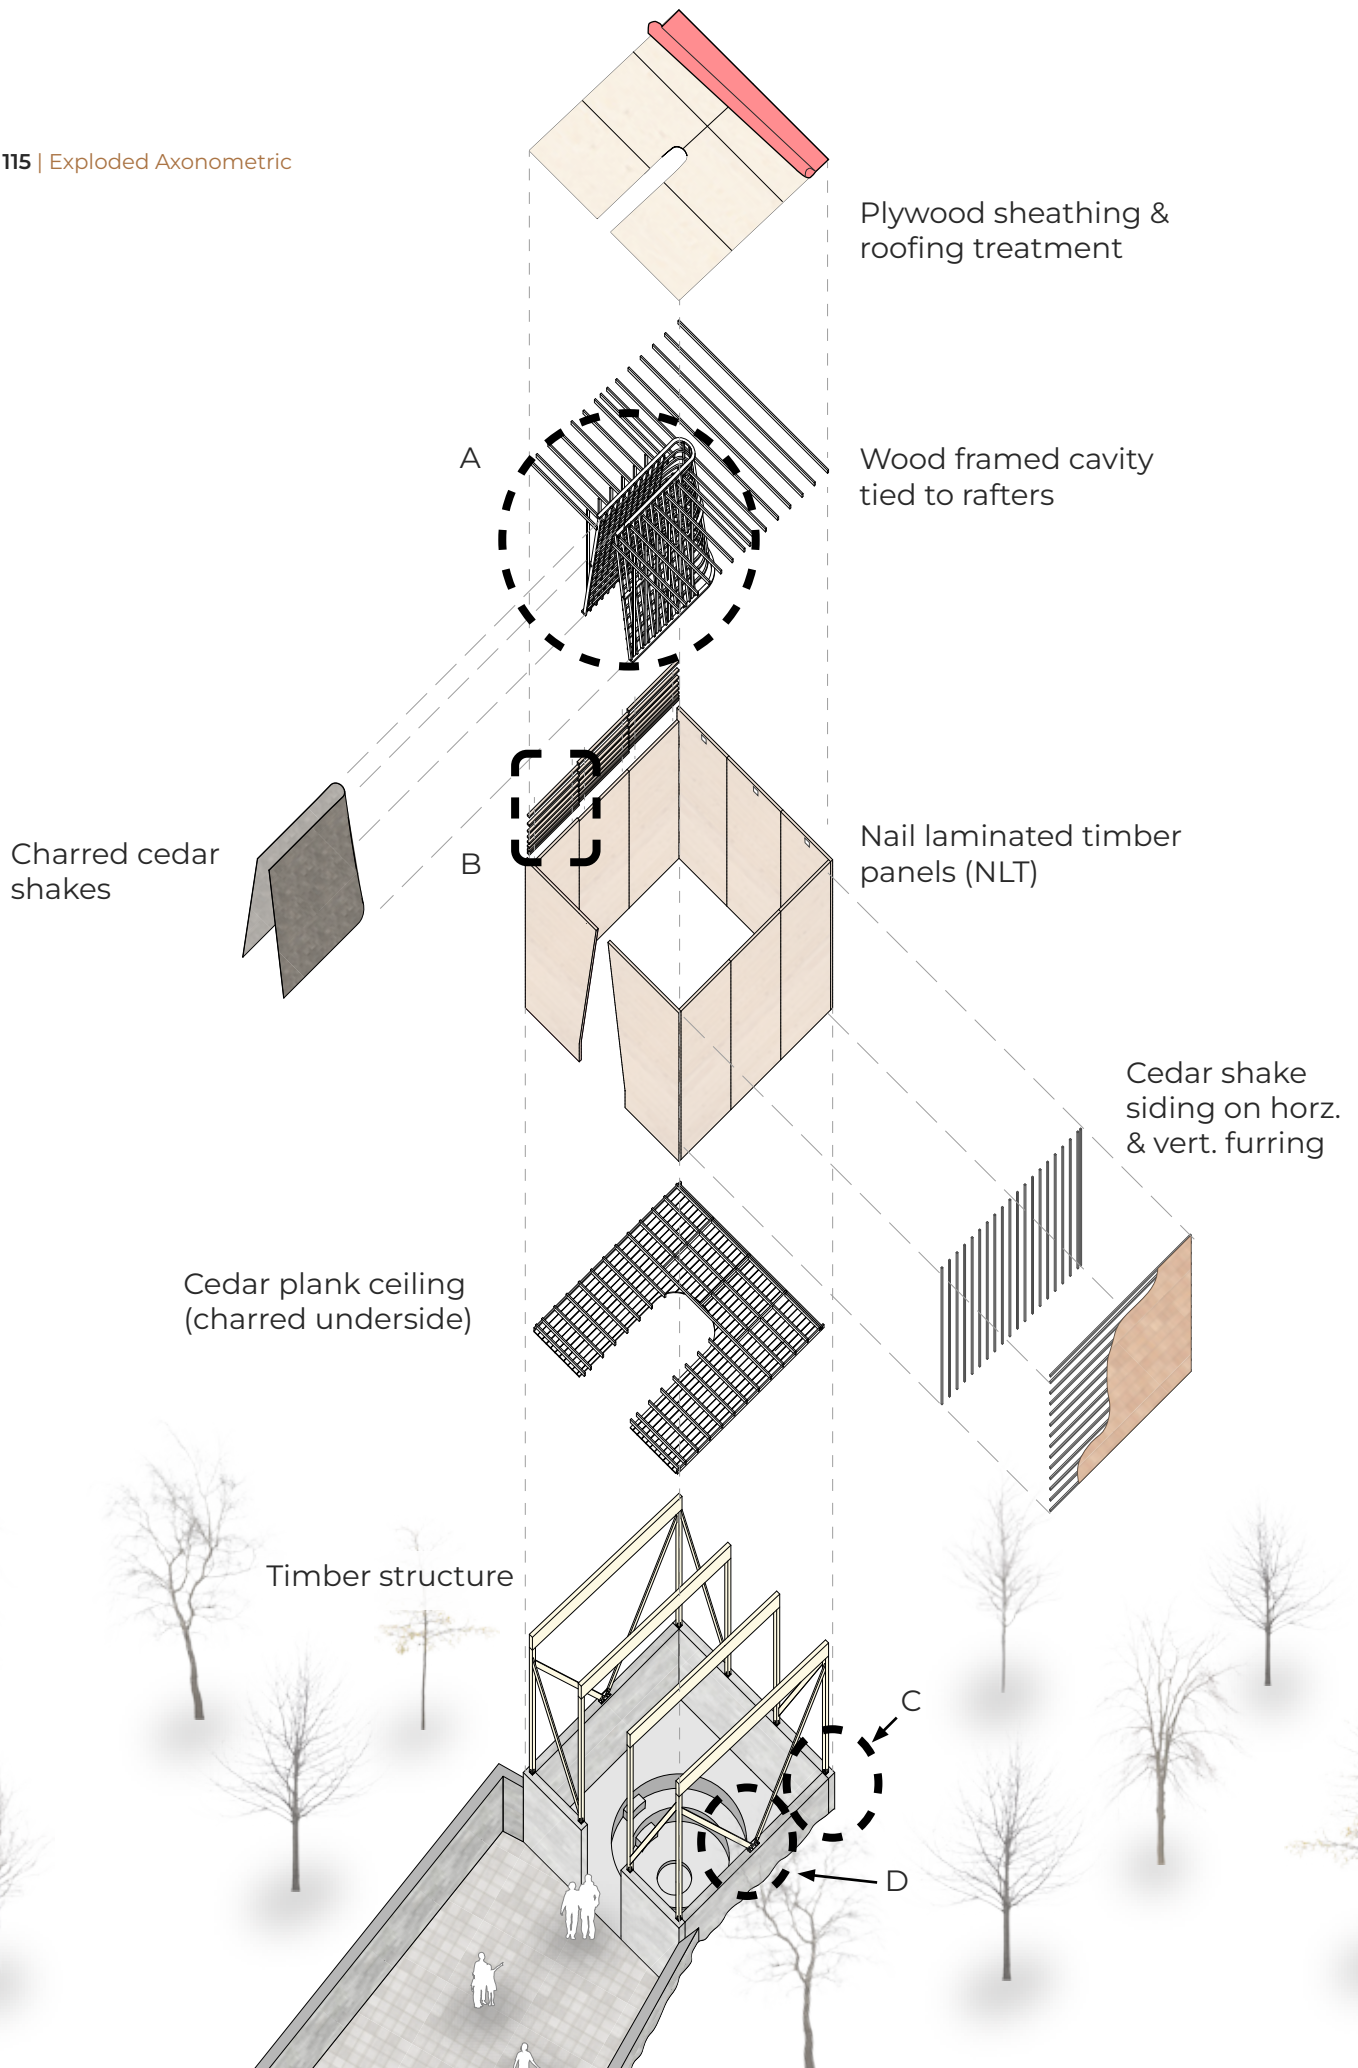 115 | Exploded Axonometric
Plywood sheathing &
roofing treatment
A
Wood framed cavity
tied to rafters
Charred cedar
shakes
B
Nail laminated timber
panels (NLT)
Cedar shake
siding on horz.
& vert. furring
Cedar plank ceiling
(charred underside)
Timber structure
C
D